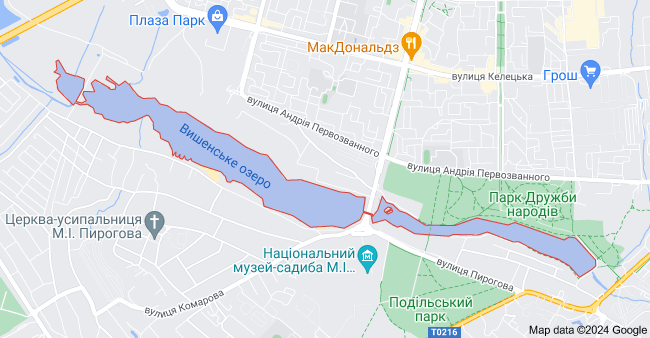 Плаза Парк
МакДональдз
вулиця Келецька
Грош
вулиця Андрія Первозванного
Вишенське озеро
вулиця Андрія Первозванного
Парк Дружби
народів
Церква-усипальниця
М.І. Пирогова
Національний
музей-садиба М.І...
вулиця Пирогова
вулиця Комарова
Подільський
парк
Т0216
Map data ©2024 Google